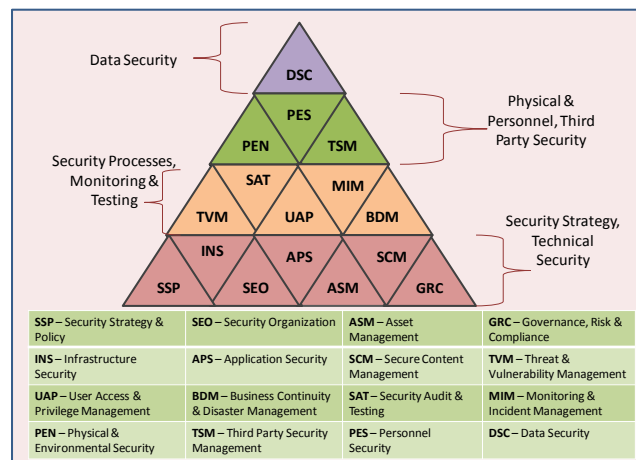 Data Security
DSC
PES
Physical &
Personnel, Third
Party Security
PEN
TSM
Security Processes,
Monitoring &
Testing
SAT
MIM
TVM
UAP
BDM
Security Strategy,
Technical
Security
INS
APS
SCM
SSP
SEO
ASM
GRC
SSP – Security Strategy &
Policy
SEO – Security Organization
ASM – Asset
Management
GRC – Governance, Risk &
Compliance
INS – Infrastructure
Security
APS – Application Security
SCM – Secure Content
Management
TVM – Threat &
Vulnerability Management
UAP – User Access &
Privilege Management
BDM – Business Continuity
& Disaster Management
SAT – Security Audit &
Testing
MIM – Monitoring &
Incident Management
PEN – Physical &
Environmental Security
TSM – Third Party Security
Management
PES – Personnel
Security
DSC – Data Security